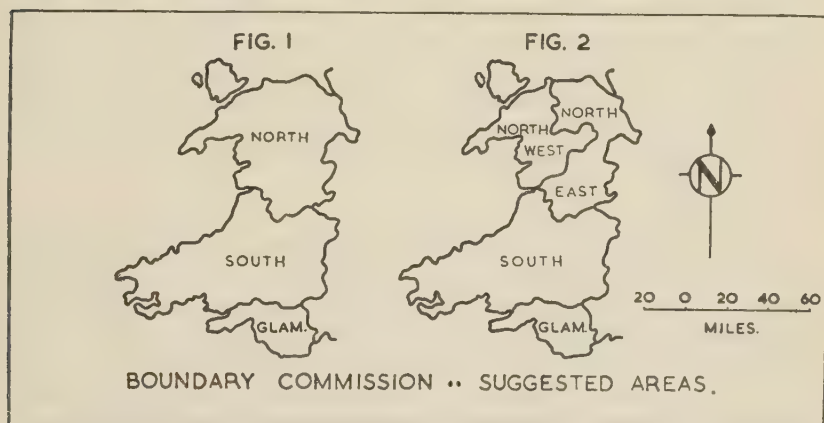 FIG. 1
NORTH
SOUTH
GLAM.
FIG. 2
NORTH
NORTH
WEST
EAST
SOUTH
GLAM.
N
20 0 20 40 60
MILES.
BOUNDARY COMMISSION .. SUGGESTED AREAS.